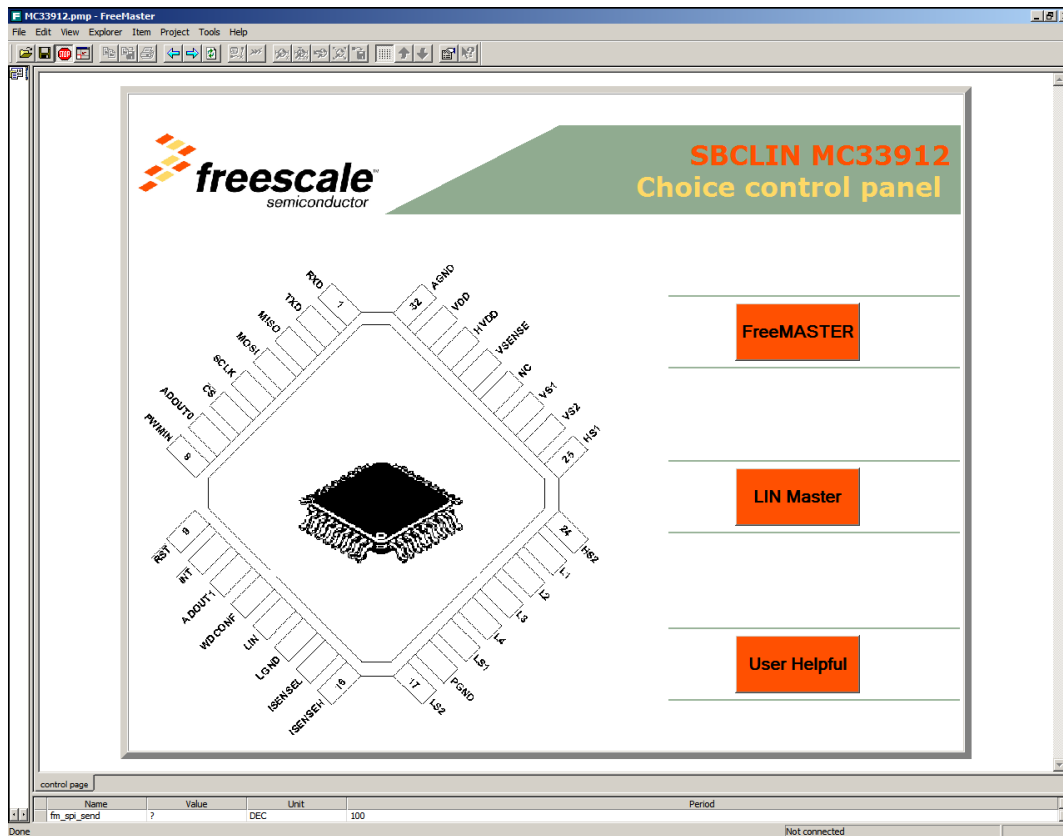 MC33912.pmp - FreeMaster
File Edit View Explorer Item Project Tools Help
STOP
freescale™
semiconductor
SBCLIN MC33912
Choice control panel
RXD
TXD
MISO
MOSI
SCLK
CS
ADOUT0
PWMIN
1
8
AGND
VDD
HVDD
VSENSE
NC
VS1
VS2
HS1
32
25
RST
INT
ADOUT1
WDCONF
LIN
LGND
ISENSEL
ISENSEH
9
16
HS2
L1
L2
L3
L4
LS1
PGND
LS2
24
17
FreeMASTER
LIN Master
User Helpful
control page
Name Value Unit Period
fm_spi_send ? DEC 100
Done Not connected